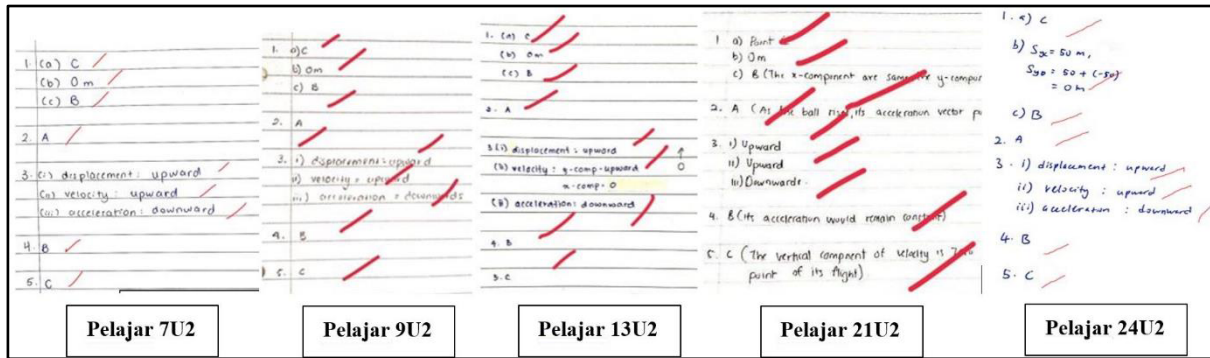 1. (a) C
(b) 0 m
(c) B
2. A
3. (i) displacement : upward
(ii) velocity : upward
(iii) acceleration : downward
4. B
5. C
Pelajar 7U2
1. a) C
b) 0m
c) B
2. A
3. i) displacement = upward
ii) velocity = upward
iii) acceleration = downwards
4. B
5. C
Pelajar 9U2
1. (a) C
(b) 0m
(c) B
2. A
3.(i) displacement : upward ↑
(ii) velocity : y-comp-upward 0
x-comp-0
acceleration : downward
4. B
5. C
Pelajar 13U2
1 a) Point
b) 0m
c) B (The x-component are same
2. A (As ball its acceleration vector
3. i) Upward
ii) Upward
iii) Downwards.
4. B (its acceleration would remain constant)
5. C (The vertical component of velocity is
point of its flight)
Pelajar 21U2
1. a) C
b) Sx = 50 m,
= 50 + (-50)
= 0 m
c) B
2. A
3. i) displacement : upward
ii) velocity : upward
iii) acceleration : downward
4. B
5. C
Pelajar 24U2